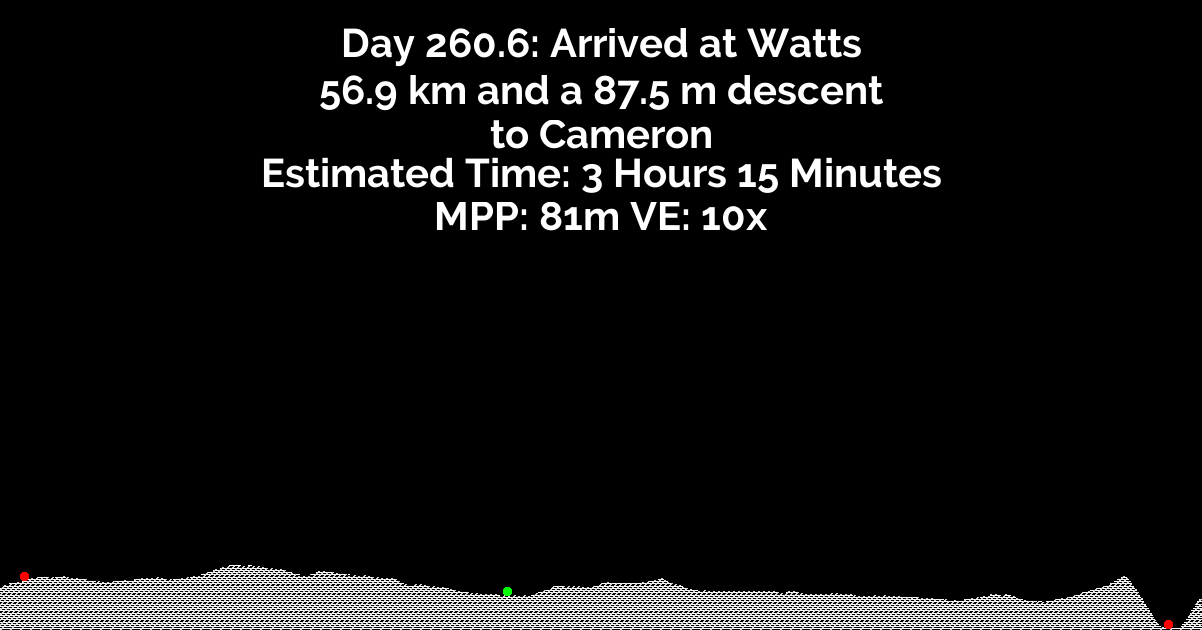 Day 260.6: Arrived at Watts
56.9 km and a 87.5 m descent
to Cameron
Estimated Time: 3 Hours 15 Minutes
MPP: 81m VE: 10x